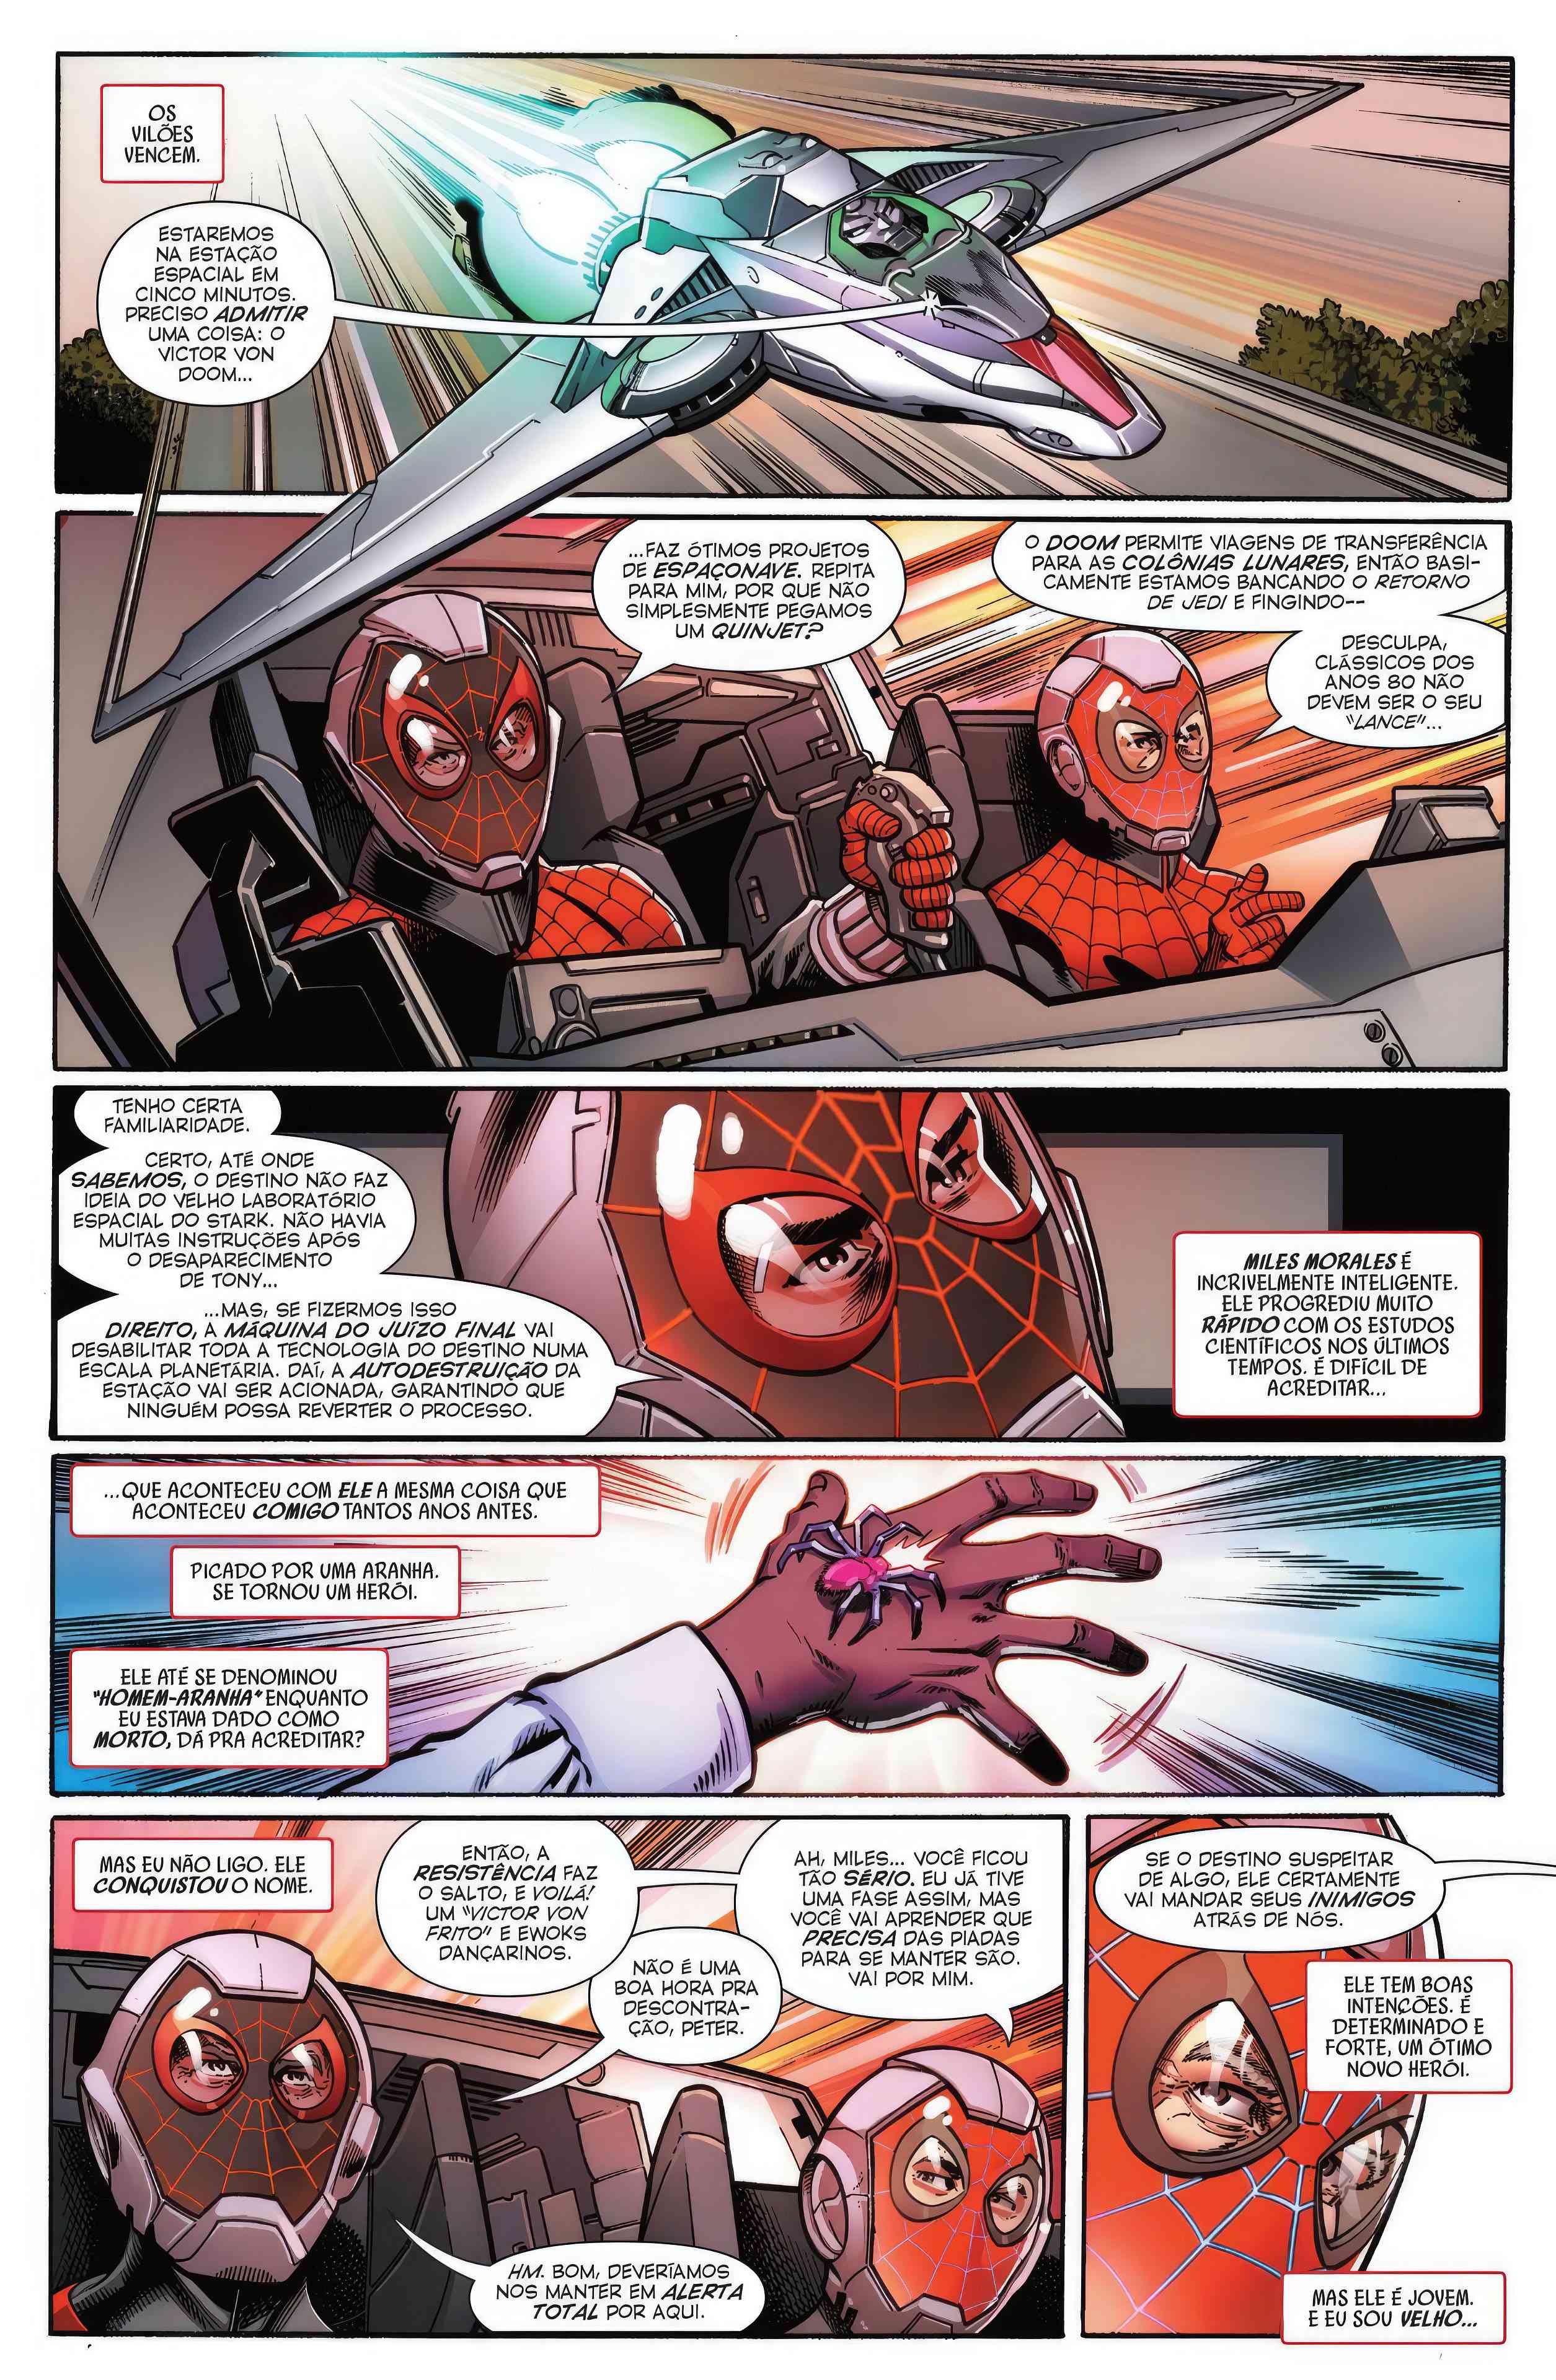 OS
VILÕES
VENCEM.
ESTAREMOS
NA ESTAÇÃO
ESPACIAL EM
CINCO MINUTOS.
PRECISO ADMITIR
UMA COISA: O
VICTOR VON
DOOM...
...FAZ ÓTIMOS PROJETOS
DE ESPAÇONAVE. REPITA
PARA MIM, POR QUE NÃO
SIMPLESMENTE PEGAMOS
UM QUINJET?
O DOOM PERMITE VIAGENS DE TRANSFERÊNCIA
PARA AS COLÔNIAS LUNARES, ENTÃO BASI-
CAMENTE ESTAMOS BANCANDO O RETORNO
DE JEDI E FINGINDO--
DESCULPA,
CLÁSSICOS DOS
ANOS 80 NÃO
DEVEM SER O SEU
"LANCE"...
TENHO CERTA
FAMILIARIDADE.
CERTO, ATÉ ONDE
SABEMOS, O DESTINO NÃO FAZ
IDEIA DO VELHO LABORATÓRIO
ESPACIAL DO STARK. NÃO HAVIA
MUITAS INSTRUÇÕES APÓS
O DESAPARECIMENTO
DE TONY...
...MAS, SE FIZERMOS ISSO
DIREITO, A MÁQUINA DO JUÍZO FINAL VAI
DESABILITAR TODA A TECNOLOGIA DO DESTINO NUMA
ESCALA PLANETÁRIA. DAÍ, A AUTODESTRUIÇÃO DA
ESTAÇÃO VAI SER ACIONADA, GARANTINDO QUE
NINGUÉM POSSA REVERTER O PROCESSO.
MILES MORALES É
INCRIVELMENTE INTELIGENTE.
ELE PROGREDIU MUITO
RÁPIDO COM OS ESTUDOS
CIENTÍFICOS NOS ÚLTIMOS
TEMPOS. É DIFÍCIL DE
ACREDITAR...
...QUE ACONTECEU COM ELE A MESMA COISA QUE
ACONTECEU COMIGO TANTOS ANOS ANTES.
PICADO POR UMA ARANHA.
SE TORNOU UM HERÓI.
ELE ATÉ SE DENOMINOU
"HOMEM-ARANHA" ENQUANTO
EU ESTAVA DADO COMO
MORTO, DÁ PRA ACREDITAR?
MAS EU NÃO LIGO. ELE
CONQUISTOU O NOME.
ENTÃO, A
RESISTÊNCIA FAZ
O SALTO, E VOILÁ!
UM "VICTOR VON
FRITO" E EWOKS
DANÇARINOS.
NÃO É UMA
BOA HORA PRA
DESCONTRA-
ÇÃO, PETER.
AH, MILES... VOCÊ FICOU
TÃO SÉRIO. EU JÁ TIVE
UMA FASE ASSIM, MAS
VOCÊ VAI APRENDER QUE
PRECISA DAS PIADAS
PARA SE MANTER SÃO.
VAI POR MIM.
HM. BOM, DEVERÍAMOS
NOS MANTER EM ALERTA
TOTAL POR AQUI.
SE O DESTINO SUSPEITAR
DE ALGO, ELE CERTAMENTE
VAI MANDAR SEUS INIMIGOS
ATRÁS DE NÓS.
ELE TEM BOAS
INTENÇÕES. É
DETERMINADO E
FORTE, UM ÓTIMO
NOVO HERÓI.
MAS ELE É JOVEM.
E EU SOU VELHO...